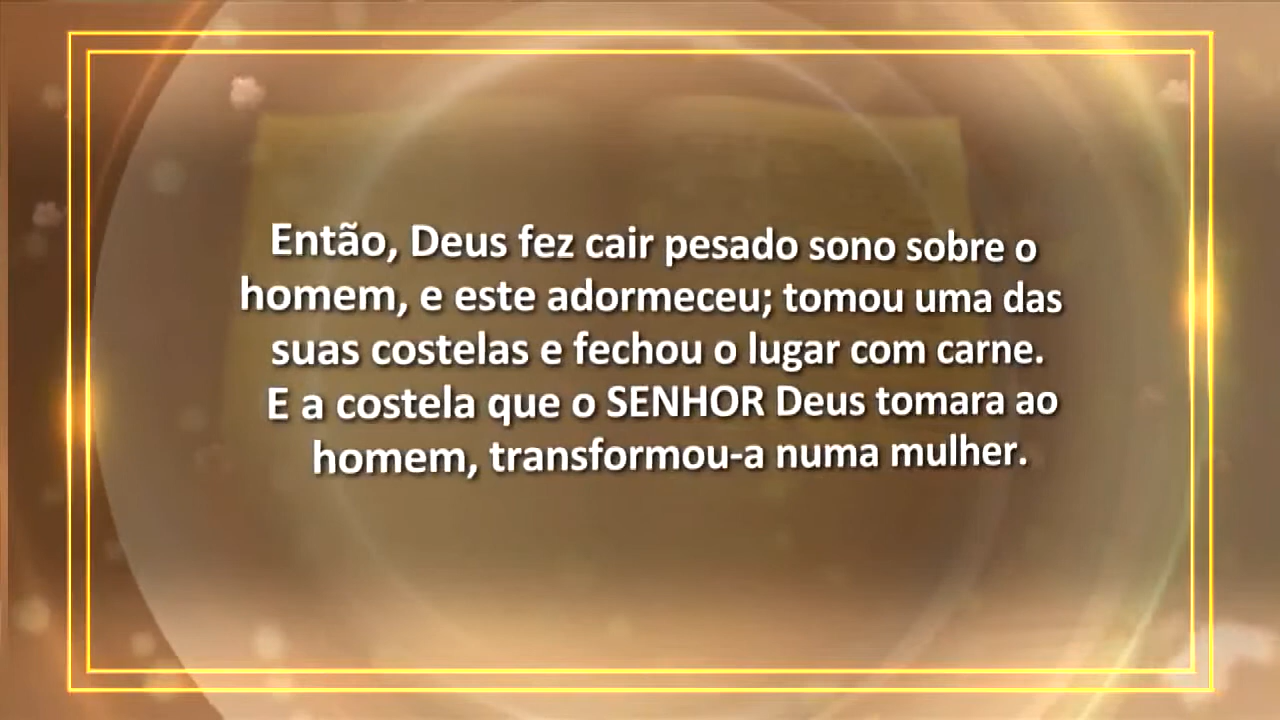 Então, Deus fez cair pesado sono sobre o
homem, e este adormeceu; tomou uma das
suas costelas e fechou o lugar com carne.
E a costela que o SENHOR Deus tomara ao
homem, transformou-a numa mulher.